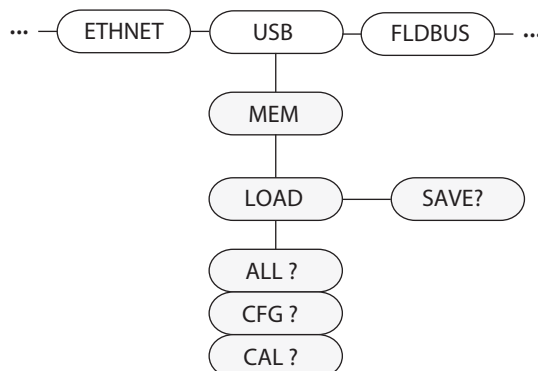 ... ETHNET USB FLDBUS ...
MEM
LOAD SAVE?
ALL ?
CFG ?
CAL ?